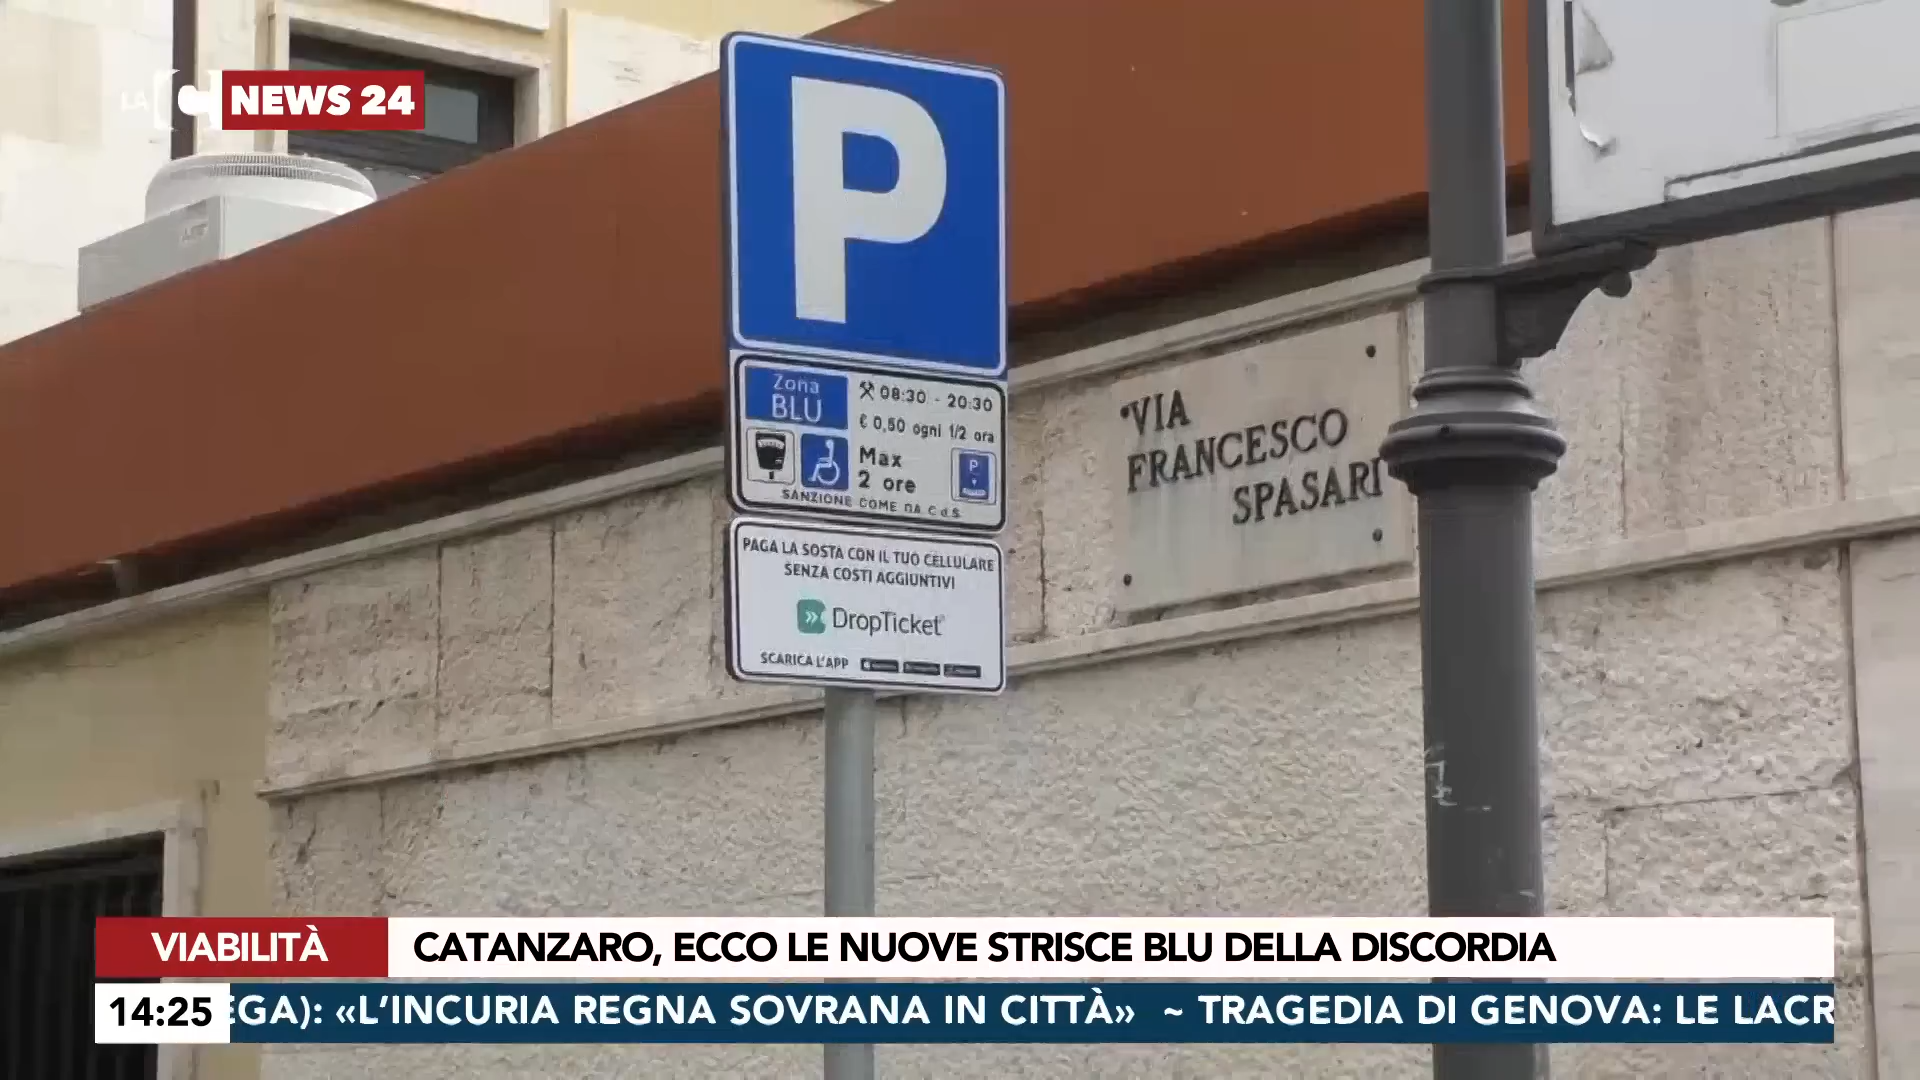 LA C NEWS 24
P
Zona
BLU
08:30 - 20:30
€ 0,50 ogni 1/2 ora
Max
2 ore
P
SANZIONE COME DA C.d.S.
PAGA LA SOSTA CON IL TUO CELLULARE
SENZA COSTI AGGIUNTIVI
DropTicket
SCARICA L'APP
VIA
FRANCESCO
SPASARI
VIABILITÀ
CATANZARO, ECCO LE NUOVE STRISCE BLU DELLA DISCORDIA
14:25
EGA): «L'INCURIA REGNA SOVRANA IN CITTÀ» ~ TRAGEDIA DI GENOVA: LE LACR